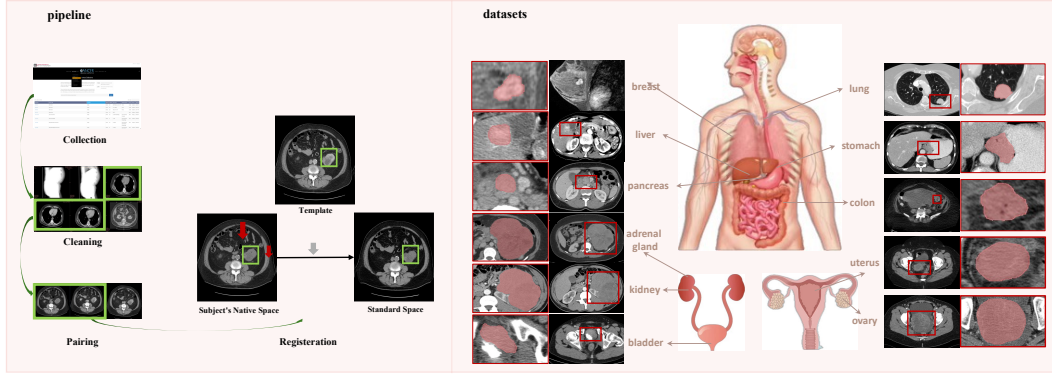 pipeline
Collection
Cleaning
Pairing
Template
Subject's Native Space
Standard Space
Registeration
datasets
breast
liver
pancreas
adrenal
gland
kidney
bladder
lung
stomach
colon
uterus
ovary